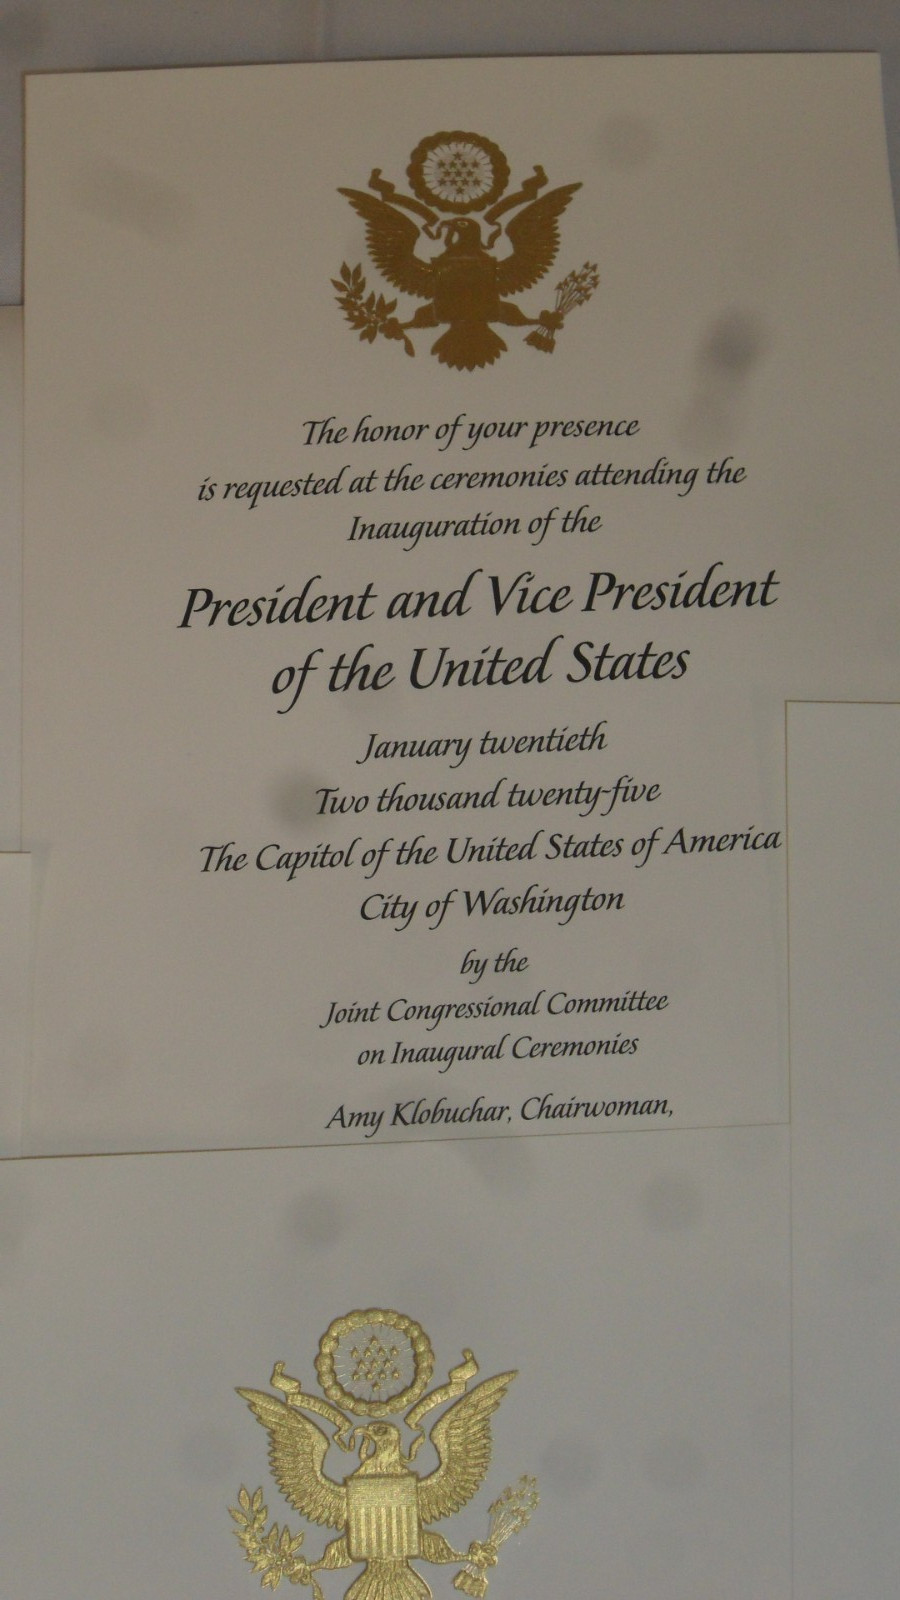 The honor of your presence
is requested at the ceremonies attending the
Inauguration of the
President and Vice President
of the United States
January twentieth
Two thousand twenty-five
The Capitol of the United States of America
City of Washington
by the
Joint Congressional Committee
on Inaugural Ceremonies
Amy Klobuchar, Chairwoman,